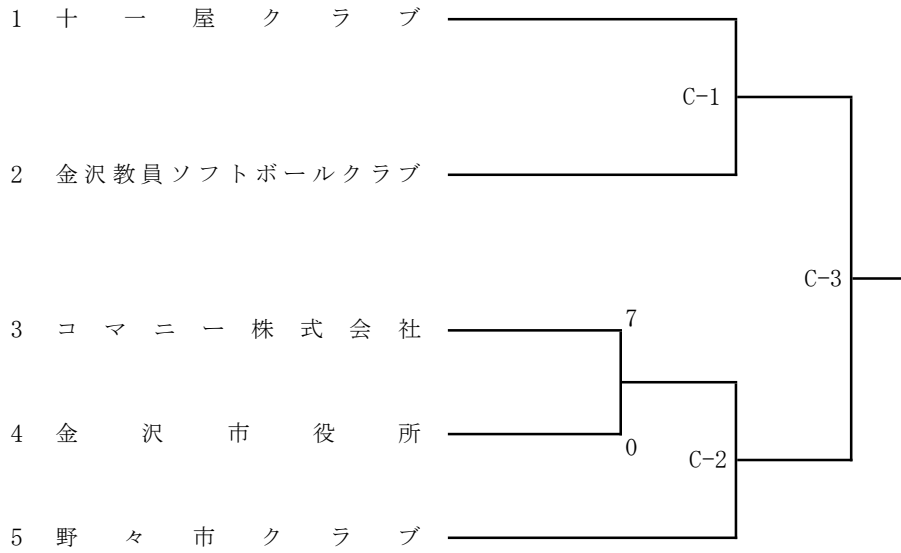 1 十一屋クラブ
C-1
2 金沢教員ソフトボールクラブ
C-3
3 コマニー株式会社
7
4 金沢市役所
0
C-2
5 野々市クラブ